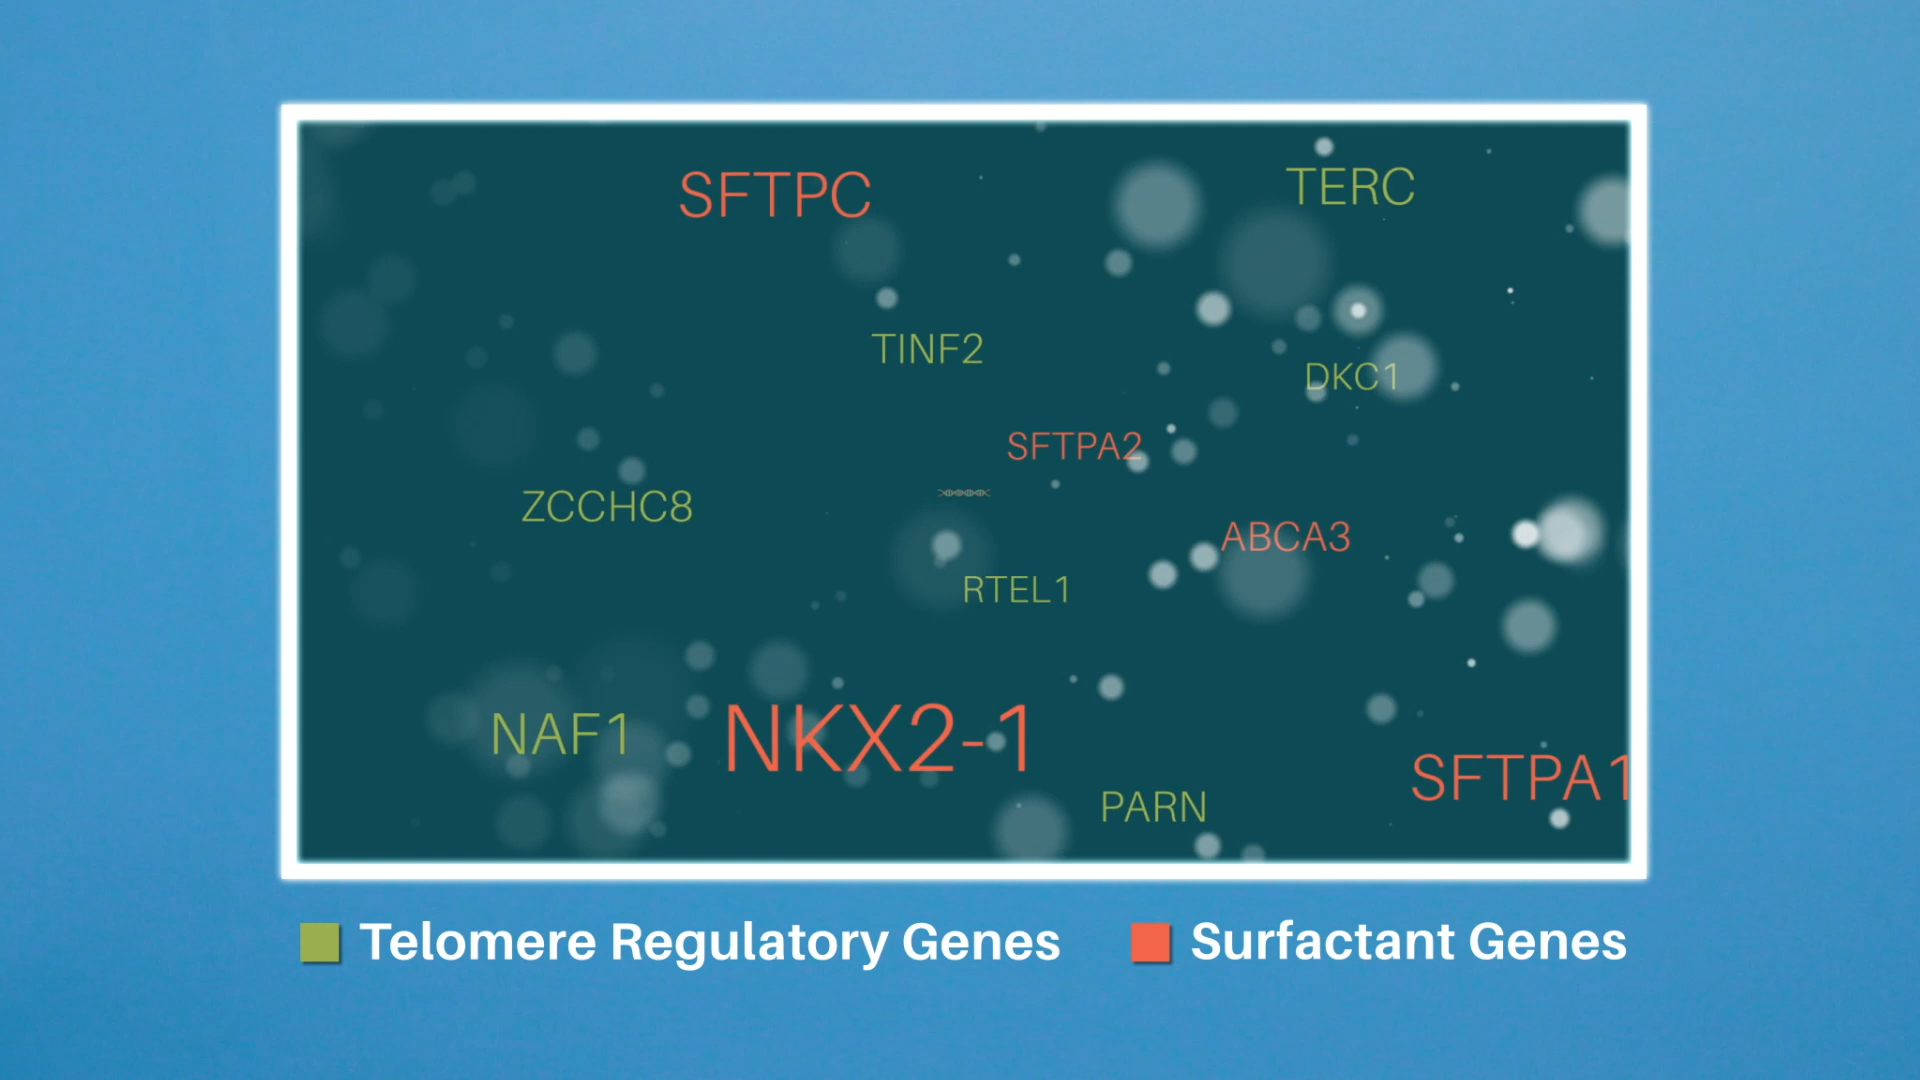 SFTPC
TERC
TINF2
DKC1
SFTPA2
ZCCHC8
ABCA3
RTEL1
NAF1
NKX2-1
SFTPA1
PARN
Telomere Regulatory Genes
Surfactant Genes